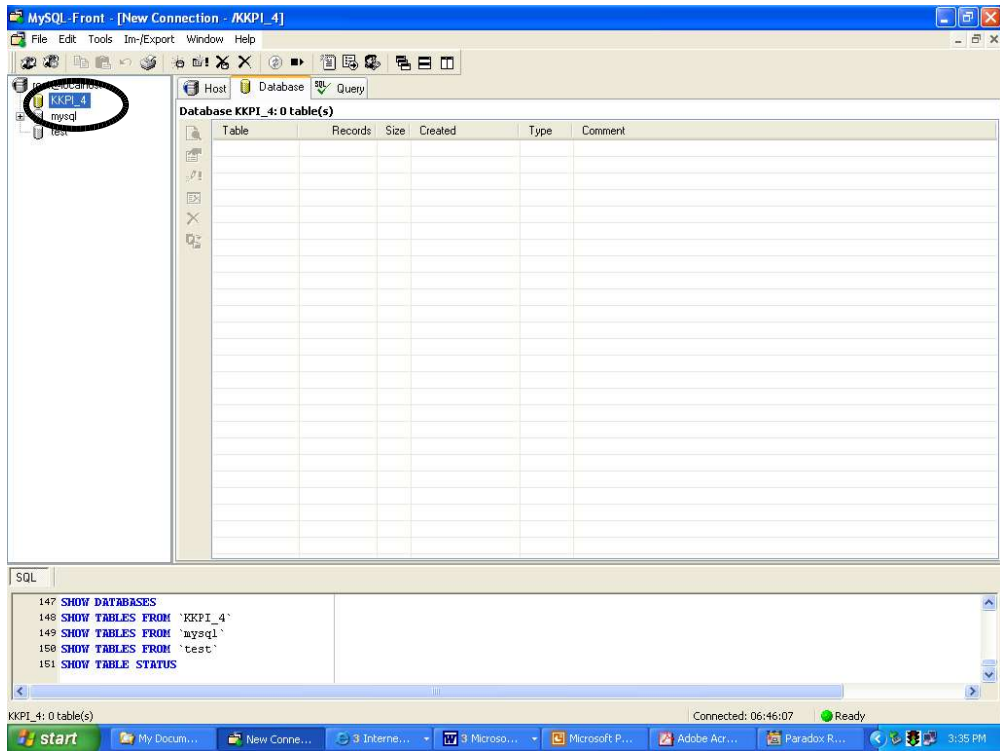 MySQL-Front - [New Connection - /KKPI_4]
File Edit Tools Im-/Export Window Help
Host Database SQL Query
KKPI_4
mysql
test
Database KKPI_4: 0 table(s)
Table Records Size Created Type Comment
SQL
147 SHOW DATABASES
148 SHOW TABLES FROM `KKPI_4`
149 SHOW TABLES FROM `mysql`
150 SHOW TABLES FROM `test`
151 SHOW TABLE STATUS
KKPI_4: 0 table(s) Connected: 06:46:07 Ready
start My Docum... New Conne... 3 Interne... 3 Microso... Microsoft P... Adobe Acr... Paradox R... 3:35 PM